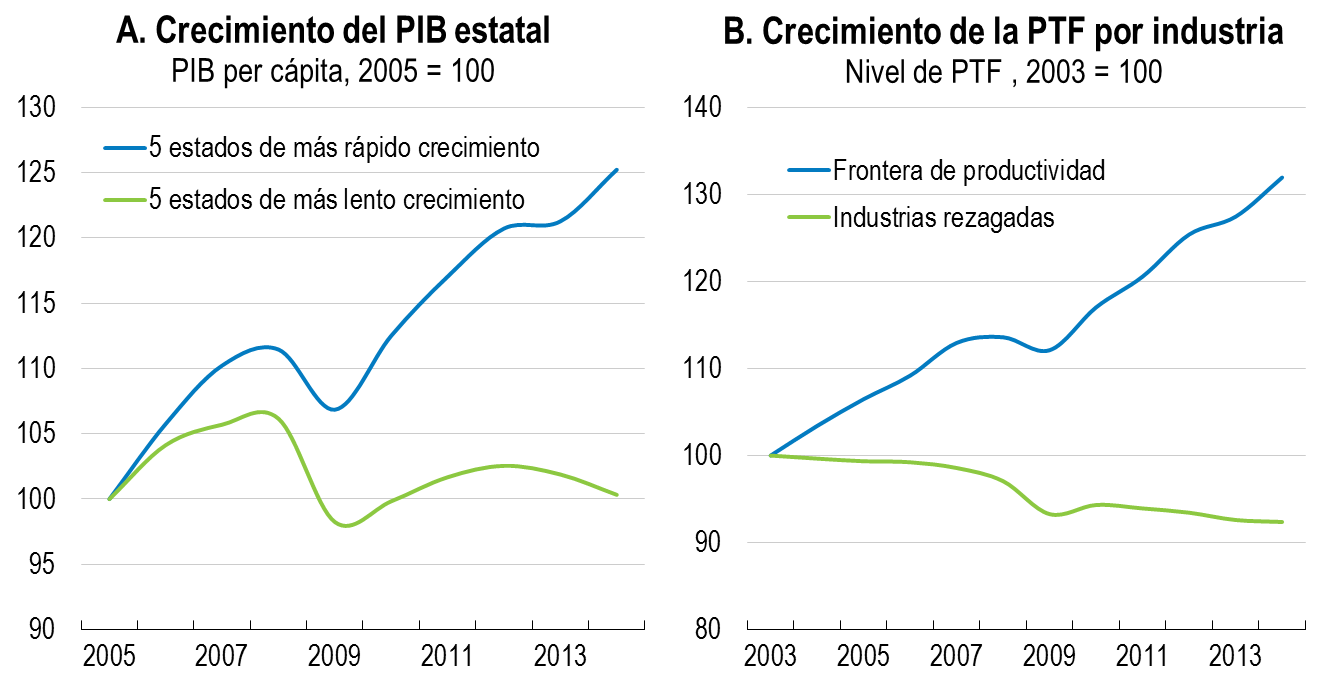 A. Crecimiento del PIB estatal
PIB per cápita, 2005 = 100
130
125
120
115
110
105
100
95
90
5 estados de más rápido crecimiento
5 estados de más lento crecimiento
2005 2007 2009 2011 2013
B. Crecimiento de la PTF por industria
Nivel de PTF , 2003 = 100
140
130
120
110
100
90
80
Frontera de productividad
Industrias rezagadas
2003 2005 2007 2009 2011 2013